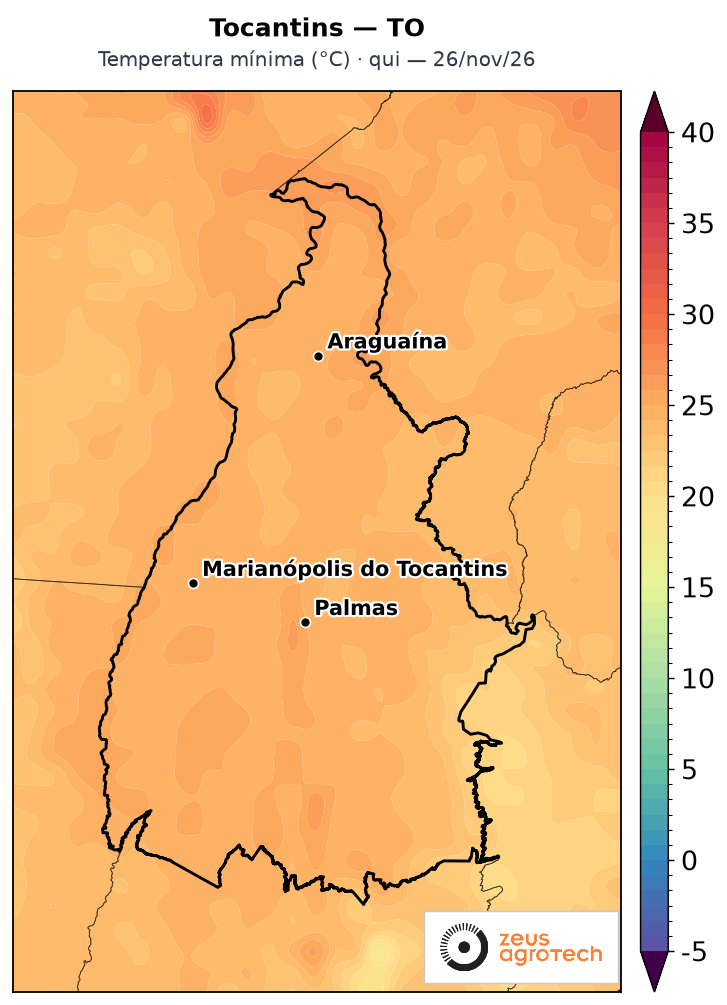 Tocantins — TO
Temperatura mínima (°C) · qui — 26/nov/26
Araguaína
Marianópolis do Tocantins
Palmas
40
35
30
25
20
15
10
5
0
-5
zeus
agrotech